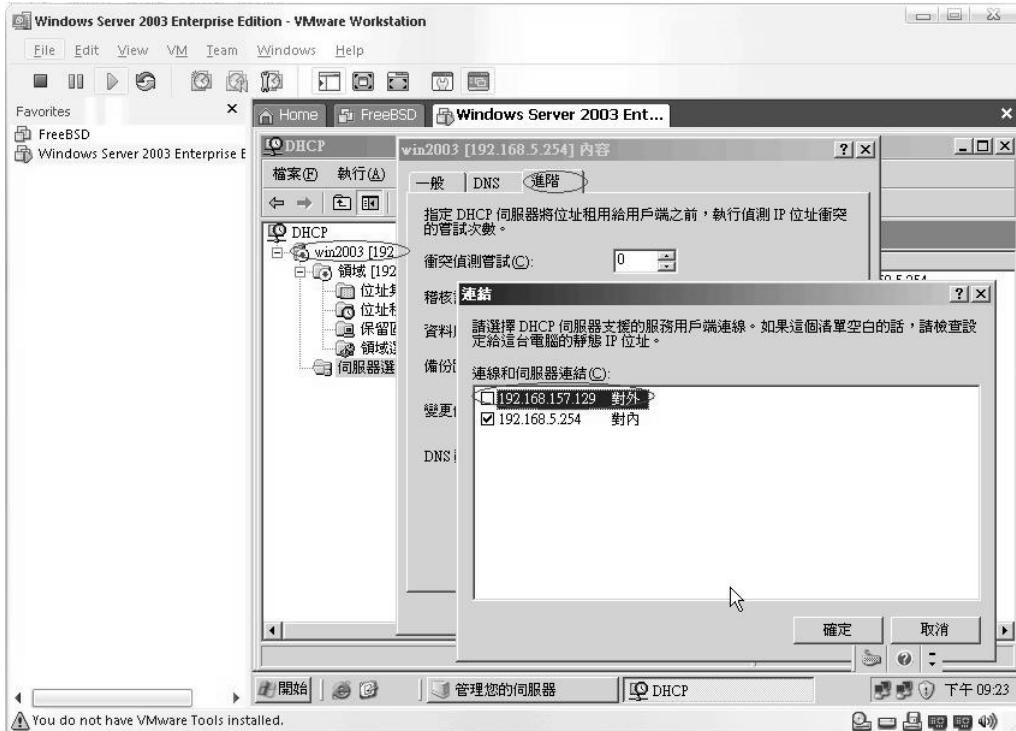 Windows Server 2003 Enterprise Edition - VMware Workstation
File Edit View VM Team Windows Help
Favorites
FreeBSD
Windows Server 2003 Enterprise E
Home FreeBSD Windows Server 2003 Ent...
DHCP
檔案(F) 執行(A)
DHCP
win2003 [192
領域 [192
位址
位址
保留
領域
伺服器選
win2003 [192.168.5.254] 內容
一般 DNS 進階
指定 DHCP 伺服器將位址租用給用戶端之前,執行偵測 IP 位址衝突
的嘗試次數。
衝突偵測嘗試(C): 0
稽核
資料
備份
變更
DNS
連結
請選擇 DHCP 伺服器支援的服務用戶端連線。如果這個清單空白的話,請檢查設
定給這台電腦的靜態 IP 位址。
連線和伺服器連結(C):
192.168.157.129 對外
192.168.5.254 對內
確定 取消
開始 管理您的伺服器 DHCP 下午 09:23
You do not have VMware Tools installed.